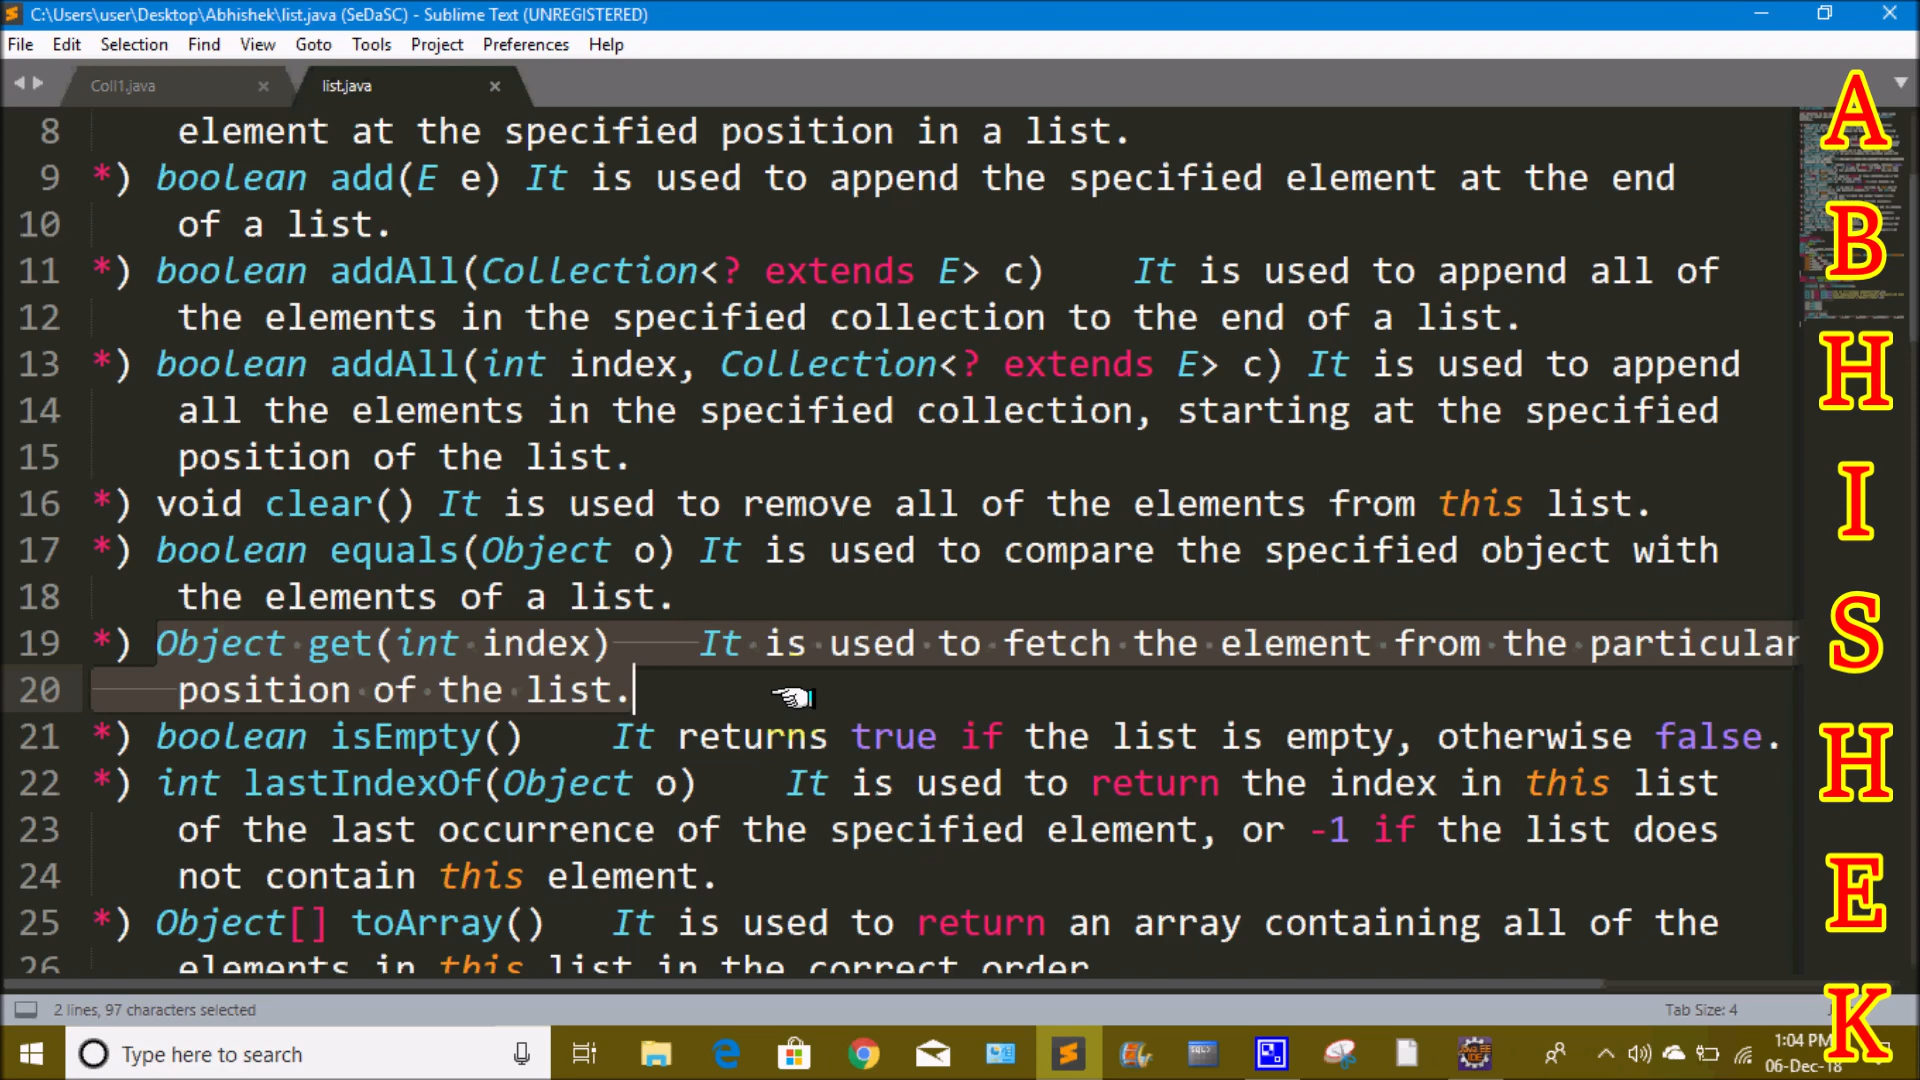 C:\Users\user\Desktop\Abhishek\list.java (SeDaSC) - Sublime Text (UNREGISTERED)
File Edit Selection Find View Goto Tools Project Preferences Help
Coll1.java list.java
8 element at the specified position in a list.
9 *) boolean add(E e) It is used to append the specified element at the end
10 of a list.
11 *) boolean addAll(Collection<? extends E> c) It is used to append all of
12 the elements in the specified collection to the end of a list.
13 *) boolean addAll(int index, Collection<? extends E> c) It is used to append
14 all the elements in the specified collection, starting at the specified
15 position of the list.
16 *) void clear() It is used to remove all of the elements from this list.
17 *) boolean equals(Object o) It is used to compare the specified object with
18 the elements of a list.
19 *) Object get(int index) It is used to fetch the element from the particular
20 position of the list.
21 *) boolean isEmpty() It returns true if the list is empty, otherwise false.
22 *) int lastIndexOf(Object o) It is used to return the index in this list
23 of the last occurrence of the specified element, or -1 if the list does
24 not contain this element.
25 *) Object[] toArray() It is used to return an array containing all of the
26 elements in this list in the correct order
A
B
H
I
S
H
E
K
2 lines, 97 characters selected
Tab Size: 4
Type here to search
1:04 PM
06-Dec-18